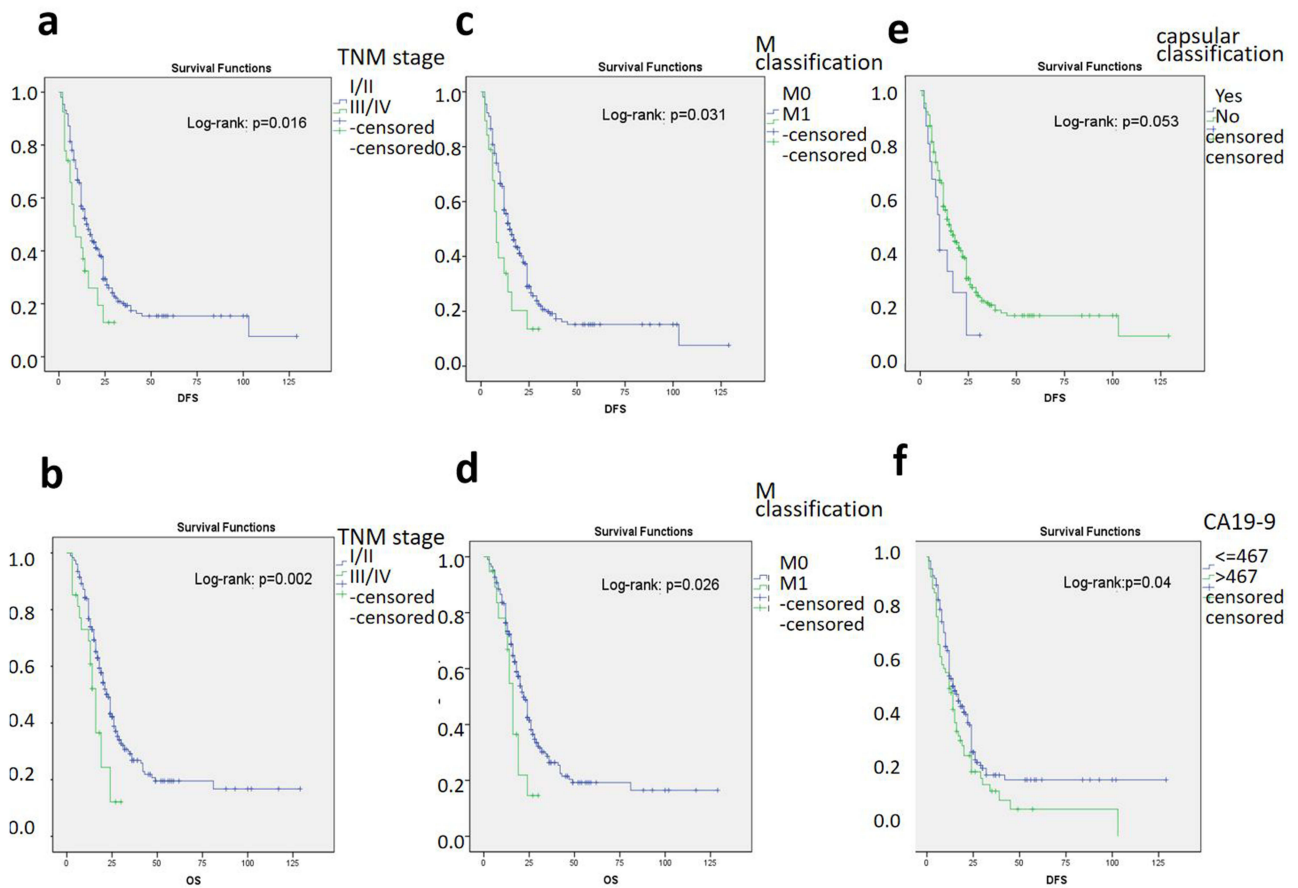 a
TNM stage
Survival Functions
I/II
III/IV
-censored
-censored
Log-rank: p=0.016
1.0
0.8
0.6
0.4
0.2
0.0
0 25 50 75 100 125
DFS
c
M
classification
Survival Functions
M0
M1
-censored
-censored
Log-rank: p=0.031
1.0
0.8
0.6
0.4
0.2
0.0
0 25 50 75 100 125
DFS
e
capsular
classification
Survival Functions
Yes
No
censored
censored
Log-rank: p=0.053
1.0
0.8
0.6
0.4
0.2
0.0
0 25 50 75 100 125
DFS
b
TNM stage
Survival Functions
I/II
III/IV
-censored
-censored
Log-rank: p=0.002
1.0
0.8
0.6
0.4
0.2
0.0
0 25 50 75 100 125
OS
d
M
classification
Survival Functions
M0
M1
-censored
-censored
Log-rank: p=0.026
1.0
0.8
0.6
0.4
0.2
0.0
0 25 50 75 100 125
OS
f
CA19-9
Survival Functions
<=467
>467
censored
censored
Log-rank:p=0.04
1.0
0.8
0.6
0.4
0.2
0.0
0 25 50 75 100 125
DFS